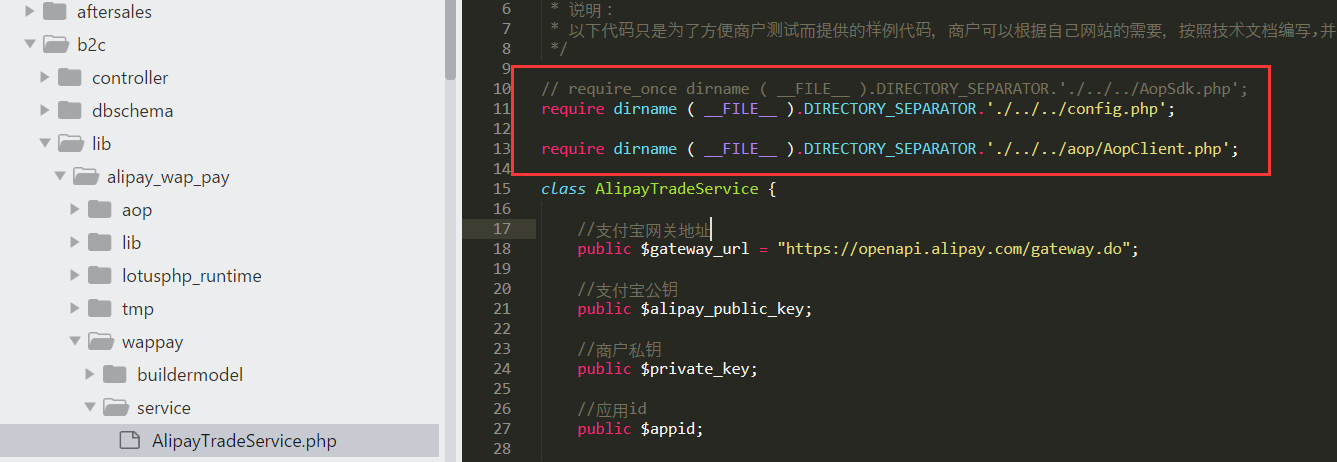 aftersales
b2c
controller
dbschema
lib
alipay_wap_pay
aop
lib
lotusphp_runtime
tmp
wappay
buildermodel
service
AlipayTradeService.php
6 * 说明：
7 * 以下代码只是为了方便商户测试而提供的样例代码，商户可以根据自己网站的需要，按照技术文档编写,并
8 */
9
10 // require_once dirname ( __FILE__ ).DIRECTORY_SEPARATOR.'./../../AopSdk.php';
11 require dirname ( __FILE__ ).DIRECTORY_SEPARATOR.'./../../config.php';
12
13 require dirname ( __FILE__ ).DIRECTORY_SEPARATOR.'./../../aop/AopClient.php';
14
15 class AlipayTradeService {
16
17 //支付宝网关地址
18 public $gateway_url = "https://openapi.alipay.com/gateway.do";
19
20 //支付宝公钥
21 public $alipay_public_key;
22
23 //商户私钥
24 public $private_key;
25
26 //应用id
27 public $appid;
28